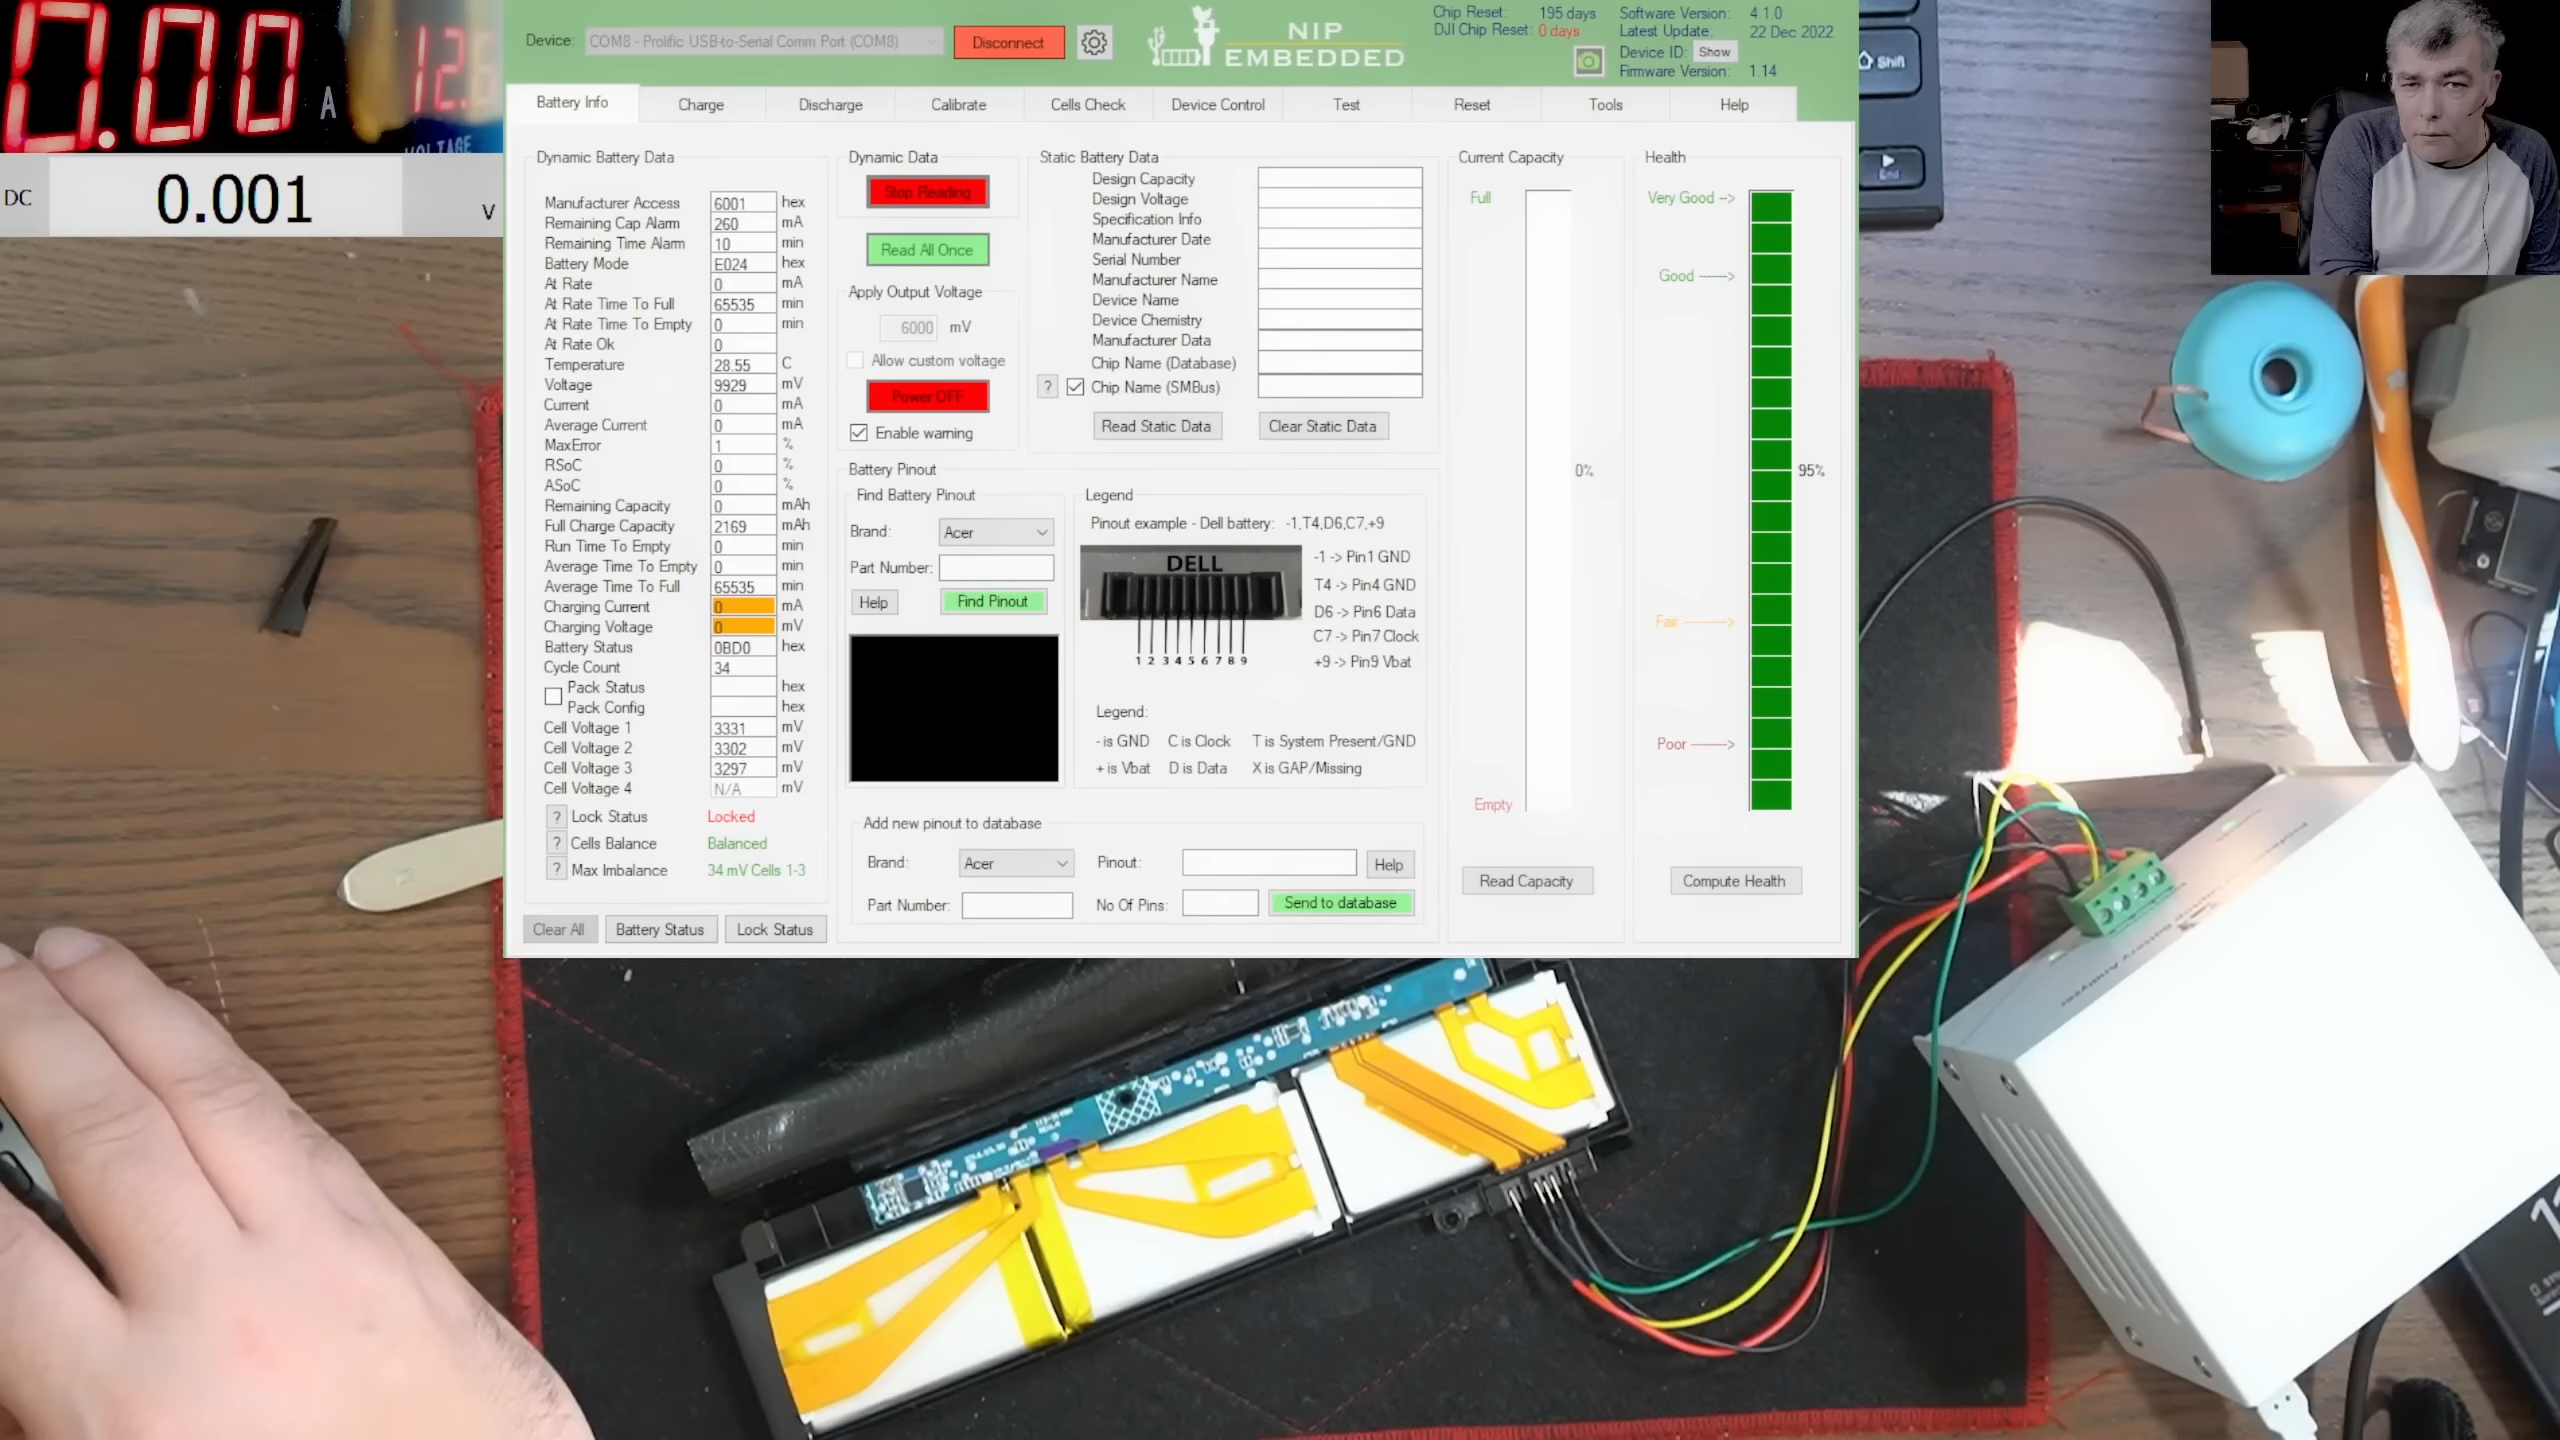 0.00 A
12.6
VOLTAGE
DC 0.001 V
Device: COM8 - Prolific USB-to-Serial Comm Port (COM8) Disconnect
NIP
EMBEDDED
Chip Reset: 195 days
DJI Chip Reset: 0 days
Software Version: 4.1.0
Latest Update: 22 Dec 2022
Device ID: Show
Firmware Version: 1.14
Battery Info Charge Discharge Calibrate Cells Check Device Control Test Reset Tools Help
Dynamic Battery Data
Manufacturer Access 6001 hex
Remaining Cap Alarm 260 mA
Remaining Time Alarm 10 min
Battery Mode E024 hex
At Rate 0 mA
At Rate Time To Full 65535 min
At Rate Time To Empty 0 min
At Rate Ok 0
Temperature 28.55 C
Voltage 9929 mV
Current 0 mA
Average Current 0 mA
MaxError 1 %
RSoC 0 %
ASoC 0 %
Remaining Capacity 0 mAh
Full Charge Capacity 2169 mAh
Run Time To Empty 0 min
Average Time To Empty 0 min
Average Time To Full 65535 min
Charging Current 0 mA
Charging Voltage 0 mV
Battery Status 0BD0 hex
Cycle Count 34
Pack Status hex
Pack Config hex
Cell Voltage 1 3331 mV
Cell Voltage 2 3302 mV
Cell Voltage 3 3297 mV
Cell Voltage 4 N/A mV
? Lock Status Locked
? Cells Balance Balanced
? Max Imbalance 34 mV Cells 1-3
Clear All Battery Status Lock Status
Dynamic Data
Stop Reading
Read All Once
Apply Output Voltage
6000 mV
Allow custom voltage
Power OFF
Enable warning
Static Battery Data
Design Capacity
Design Voltage
Specification Info
Manufacturer Date
Serial Number
Manufacturer Name
Device Name
Device Chemistry
Manufacturer Data
Chip Name (Database)
? Chip Name (SMBus)
Read Static Data Clear Static Data
Battery Pinout
Find Battery Pinout
Brand: Acer
Part Number:
Help Find Pinout
Legend
Pinout example - Dell battery: -1,T4,D6,C7,+9
DELL
1 2 3 4 5 6 7 8 9
-1 -> Pin1 GND
T4 -> Pin4 GND
D6 -> Pin6 Data
C7 -> Pin7 Clock
+9 -> Pin9 Vbat
Legend:
- is GND C is Clock T is System Present/GND
+ is Vbat D is Data X is GAP/Missing
Add new pinout to database
Brand: Acer Pinout: Help
Part Number: No Of Pins: Send to database
Current Capacity
Full
0%
Empty
Read Capacity
Health
Very Good -->
Good ------>
95%
Fair ------>
Poor ------>
Compute Health
Shift
End
Colgate